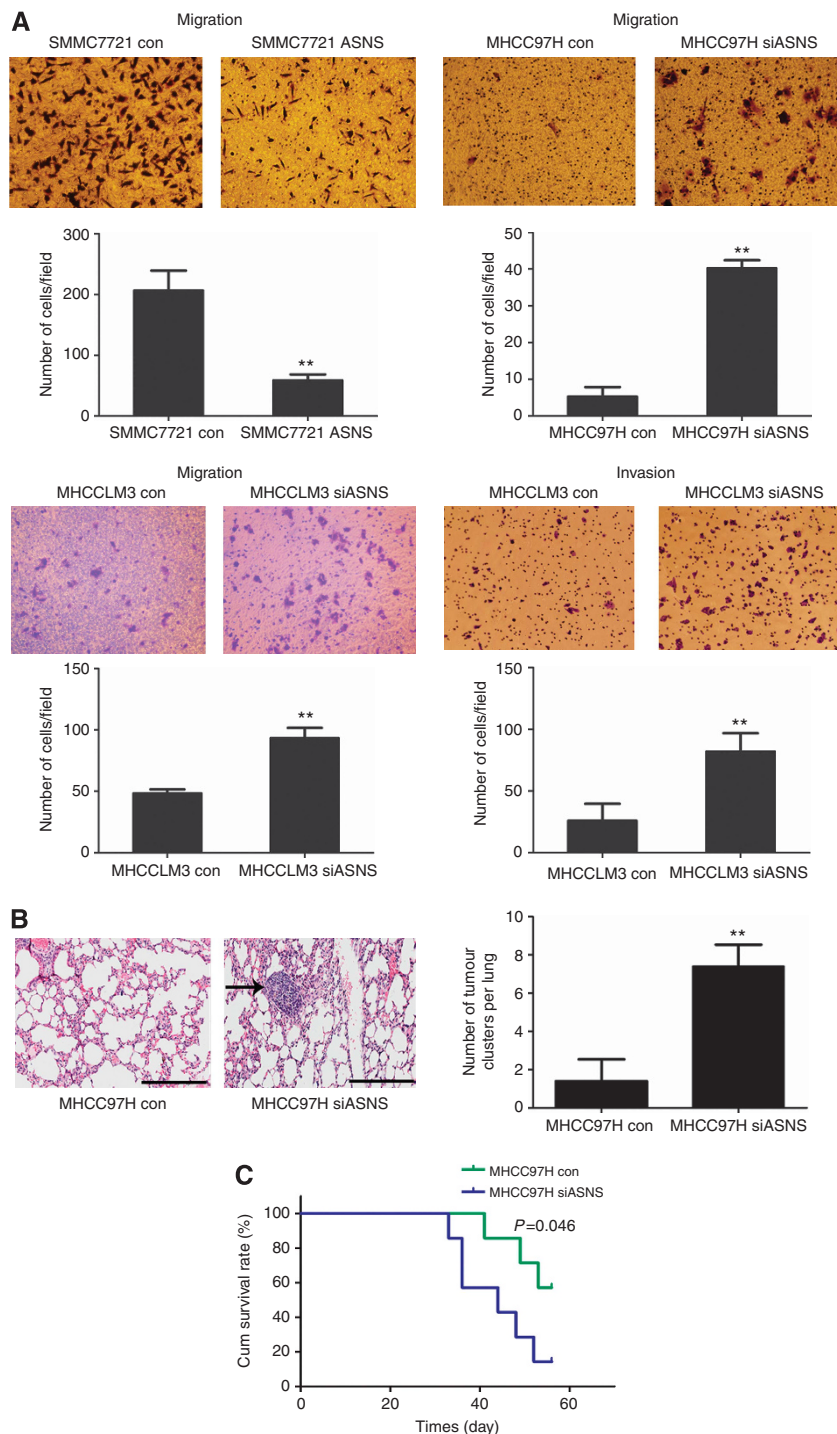 A
Migration
SMMC7721 con SMMC7721 ASNS
Migration
MHCC97H con MHCC97H siASNS
Number of cells/field
300
200
100
0
SMMC7721 con SMMC7721 ASNS
**
Number of cells/field
50
40
30
20
10
0
MHCC97H con MHCC97H siASNS
**
Migration
MHCCLM3 con MHCCLM3 siASNS
Invasion
MHCCLM3 con MHCCLM3 siASNS
Number of cells/field
150
100
50
0
MHCCLM3 con MHCCLM3 siASNS
**
Number of cells/field
150
100
50
0
MHCCLM3 con MHCCLM3 siASNS
**
B
MHCC97H con MHCC97H siASNS
Number of tumour
clusters per lung
10
8
6
4
2
0
MHCC97H con MHCC97H siASNS
**
C
MHCC97H con
MHCC97H siASNS
P=0.046
Cum survival rate (%)
100
80
60
40
20
0
0 20 40 60
Times (day)